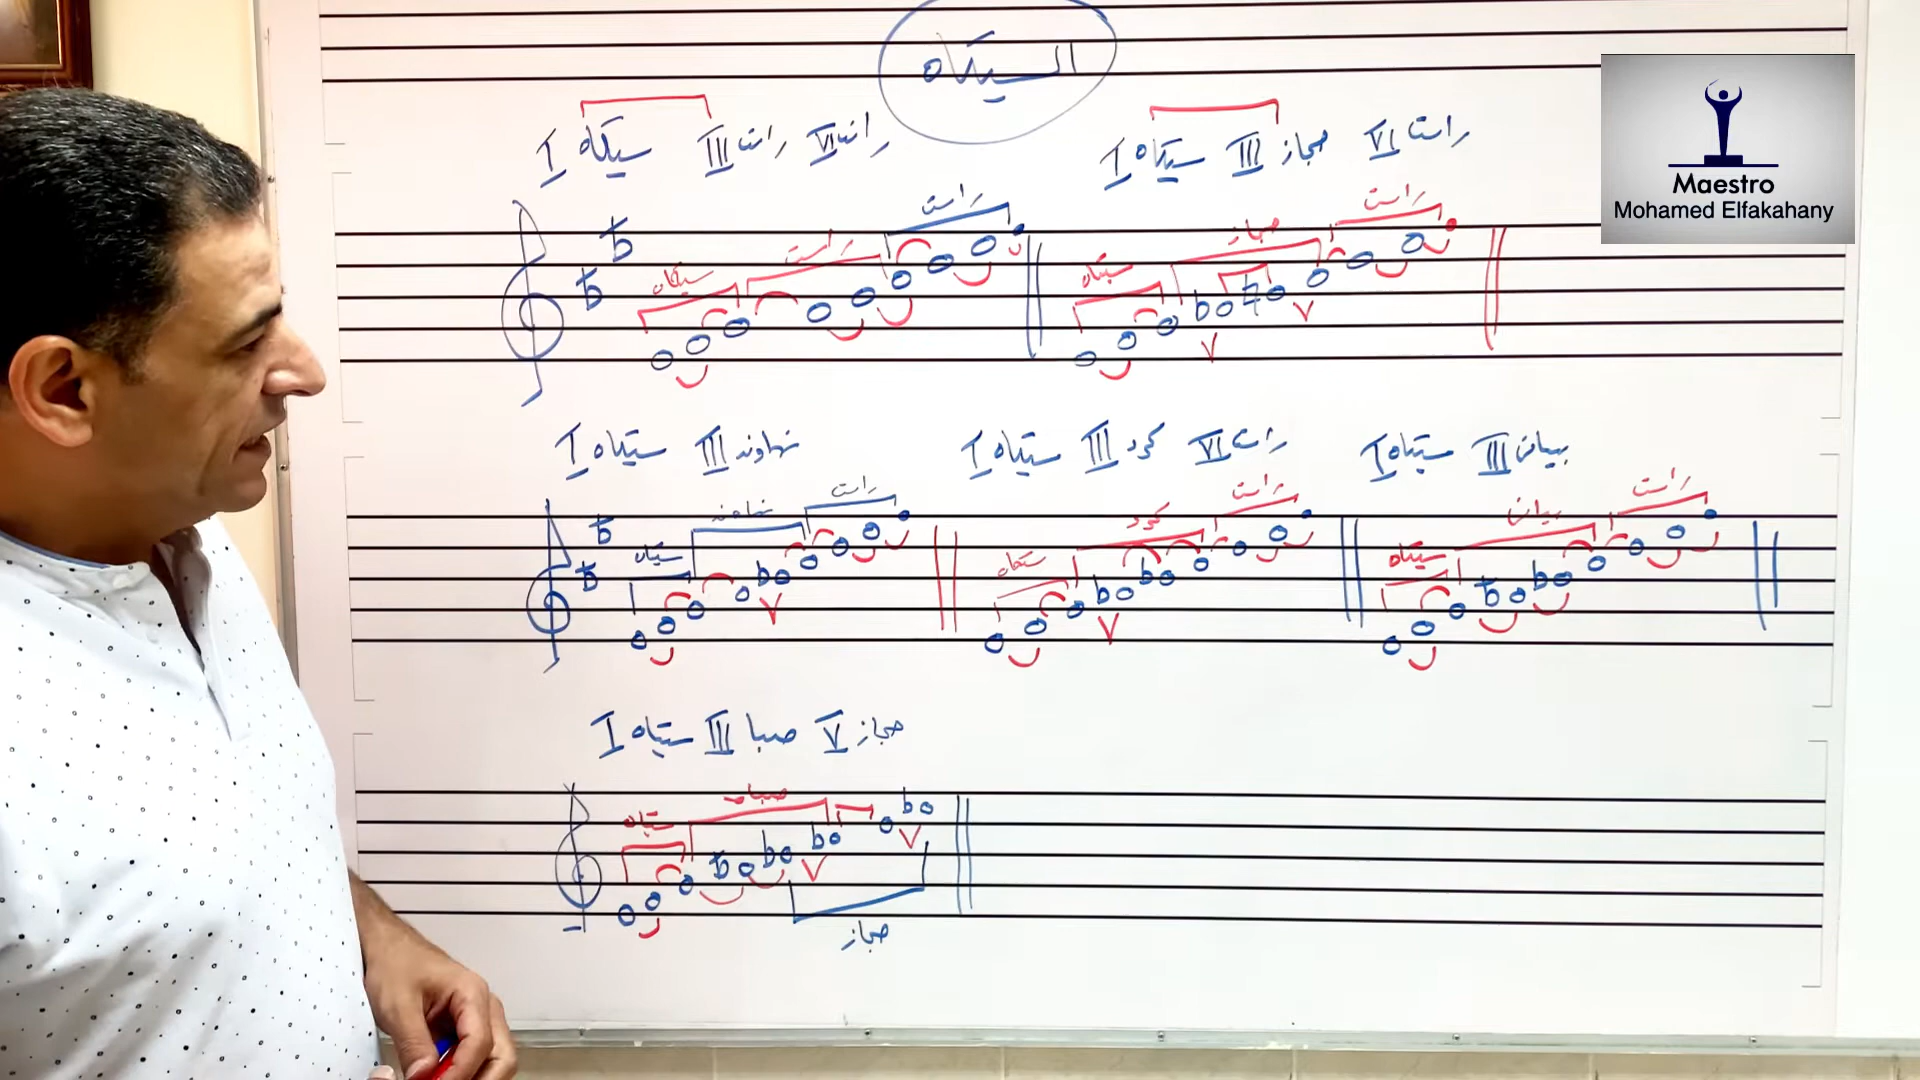 السيكاه
I سيكاه III راست VI راست
I سيكاه III حجاز VI راست
Maestro
Mohamed Elfakahany
سيكاه راست راست
سيكاه حجاز راست
I سيكاه III نهاوند
I سيكاه III كرد VI راست
I سيكاه III بياتى
سيكاه نهاوند راست
سيكاه كرد راست
سيكاه بياتى راست
I سيكاه III صبا V حجاز
سيكاه صبا
حجاز